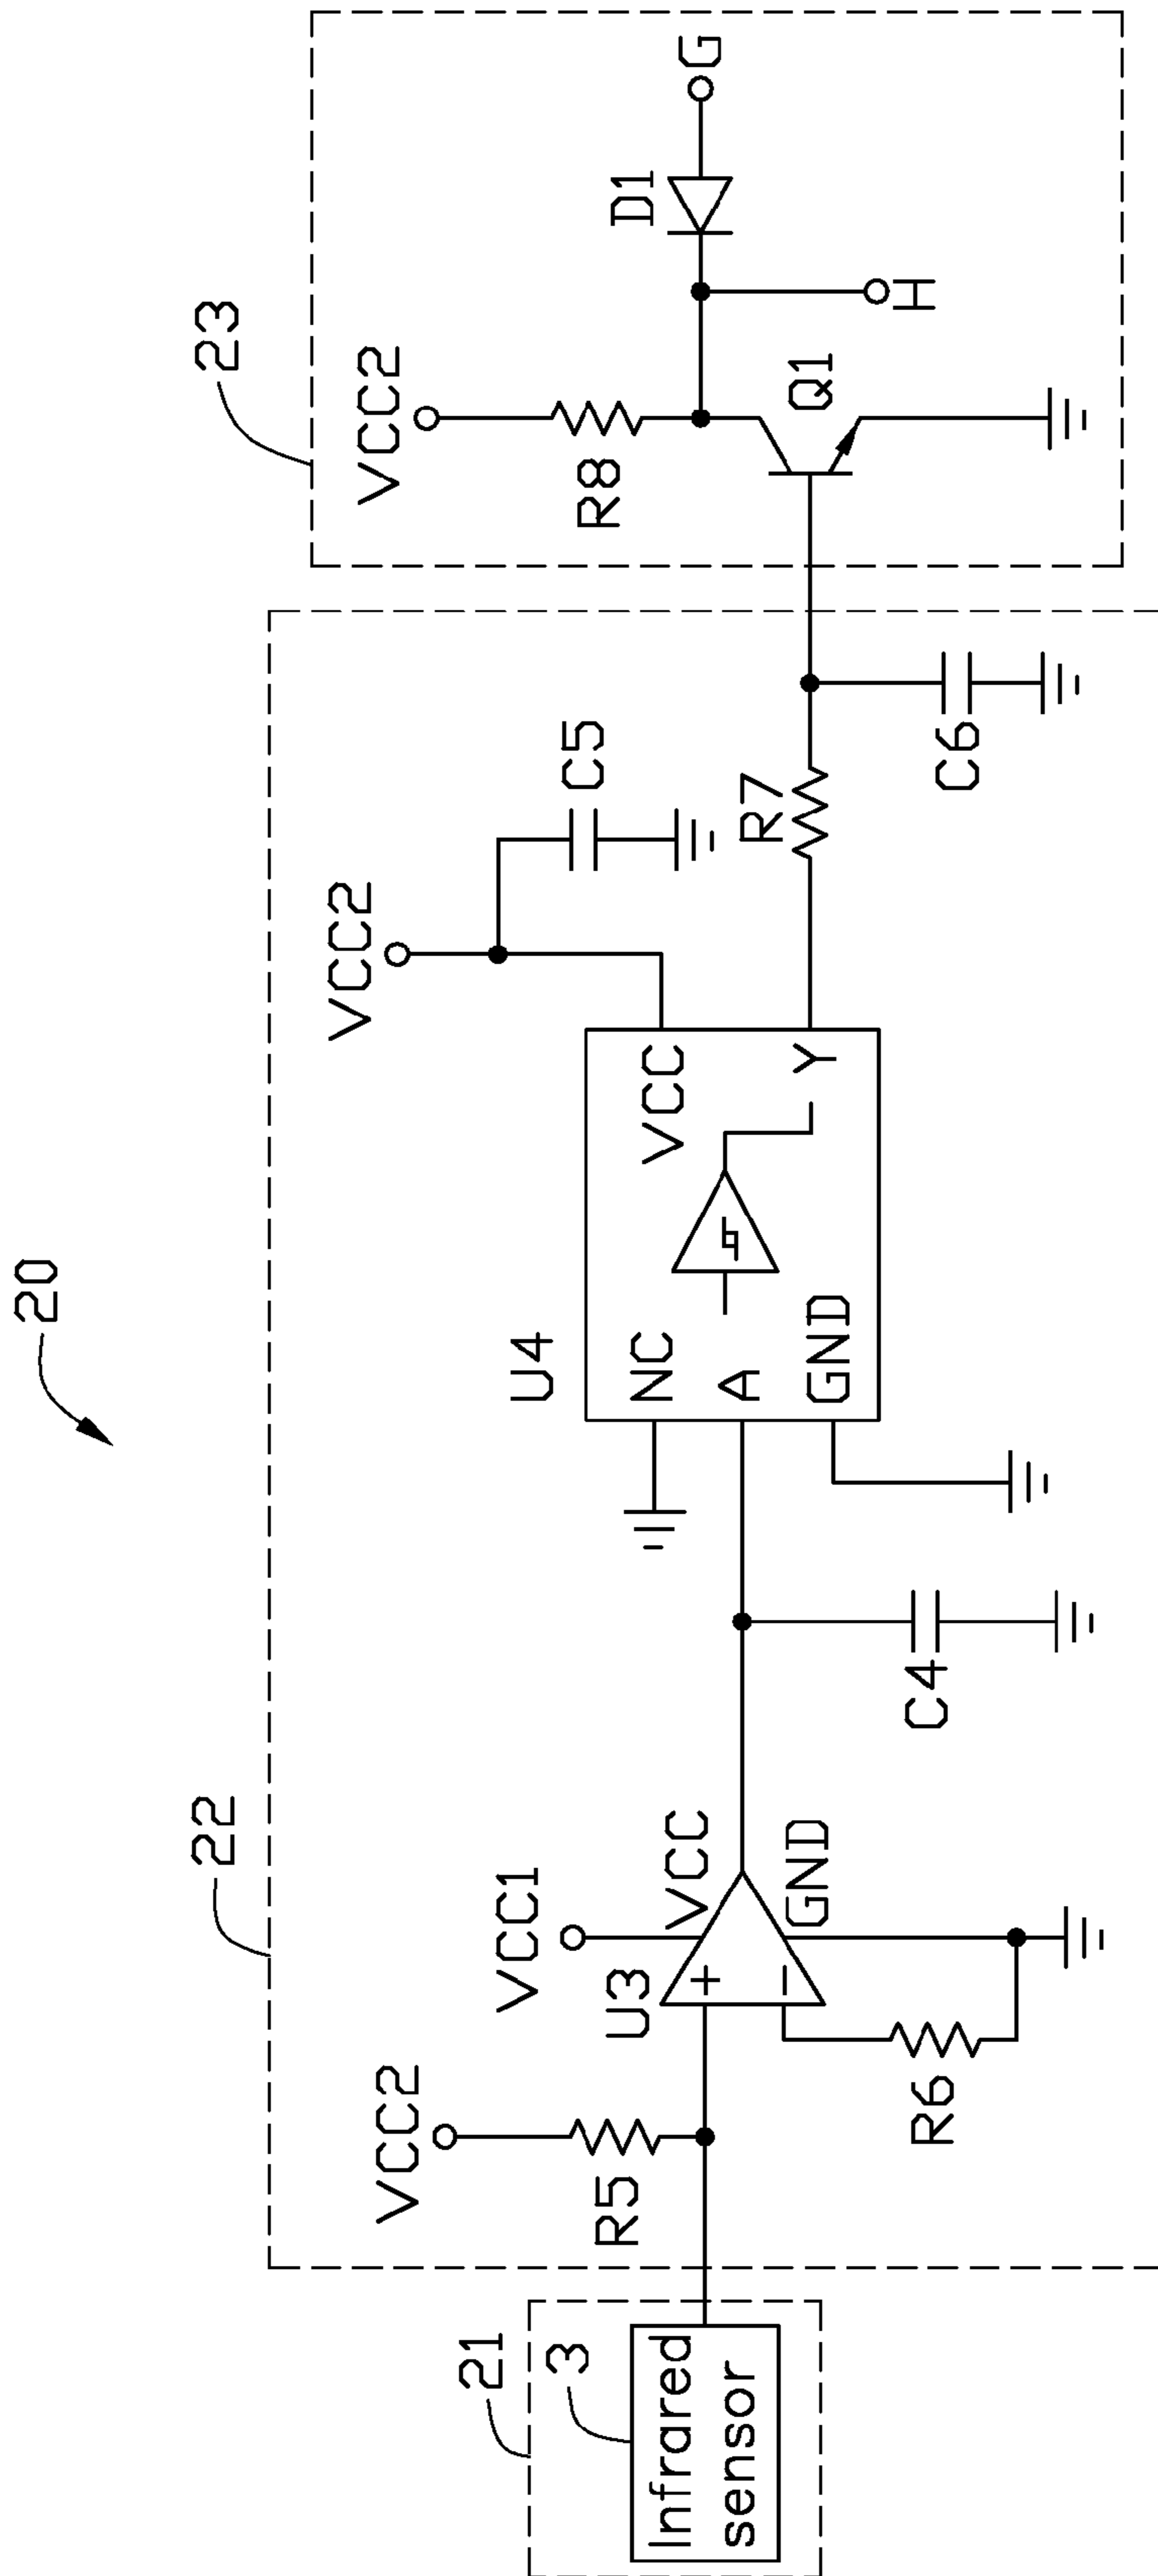 20
21
3
Infrared
sensor
22
VCC2
R5
VCC1
U3
VCC
+
−
GND
R6
C4
U4
NC
A
GND
VCC
Y
VCC2
C5
R7
C6
23
VCC2
R8
Q1
D1
G
H